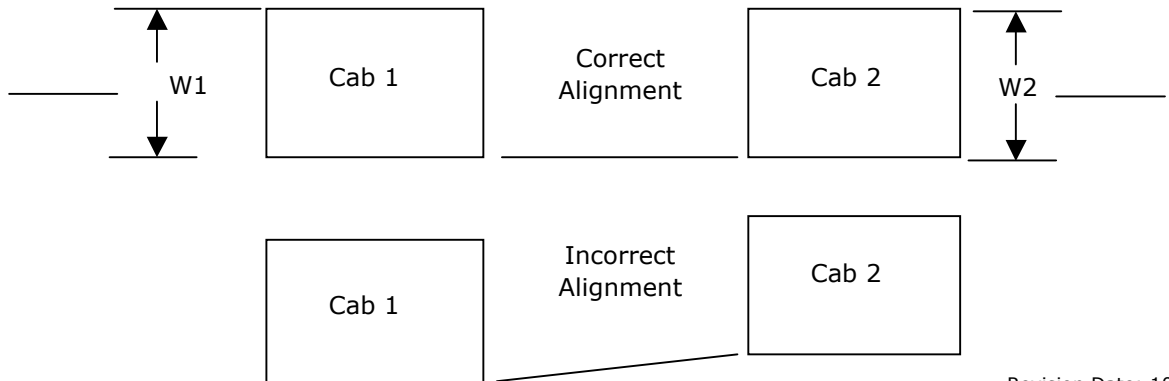 W1
Cab 1
Correct
Alignment
Cab 2
W2
Cab 1
Incorrect
Alignment
Cab 2